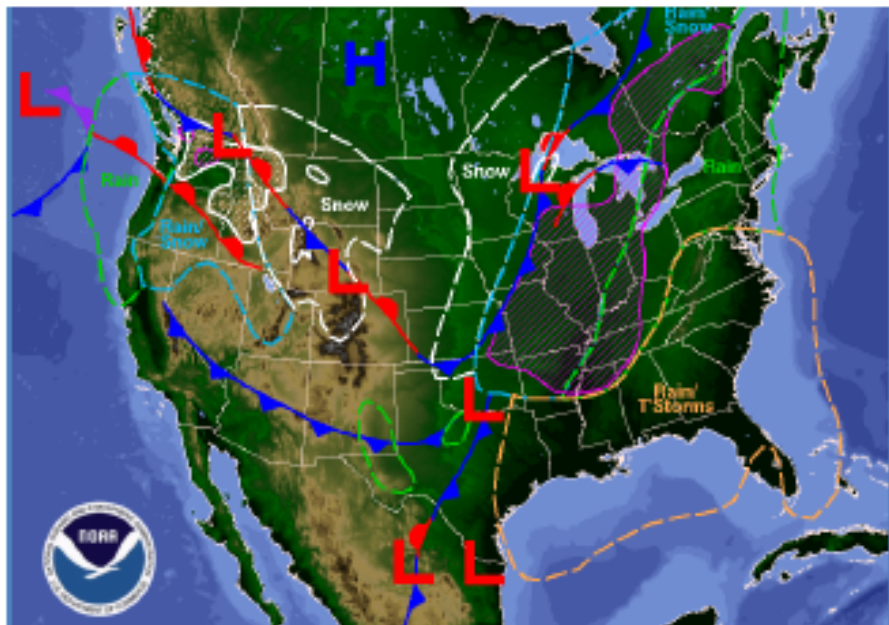 Rain/
Snow
H
L
L
Snow
L
Rain
Rain
Snow
Rain/
Snow
L
L
Rain/
T'Storms
L
L
L
NOAA